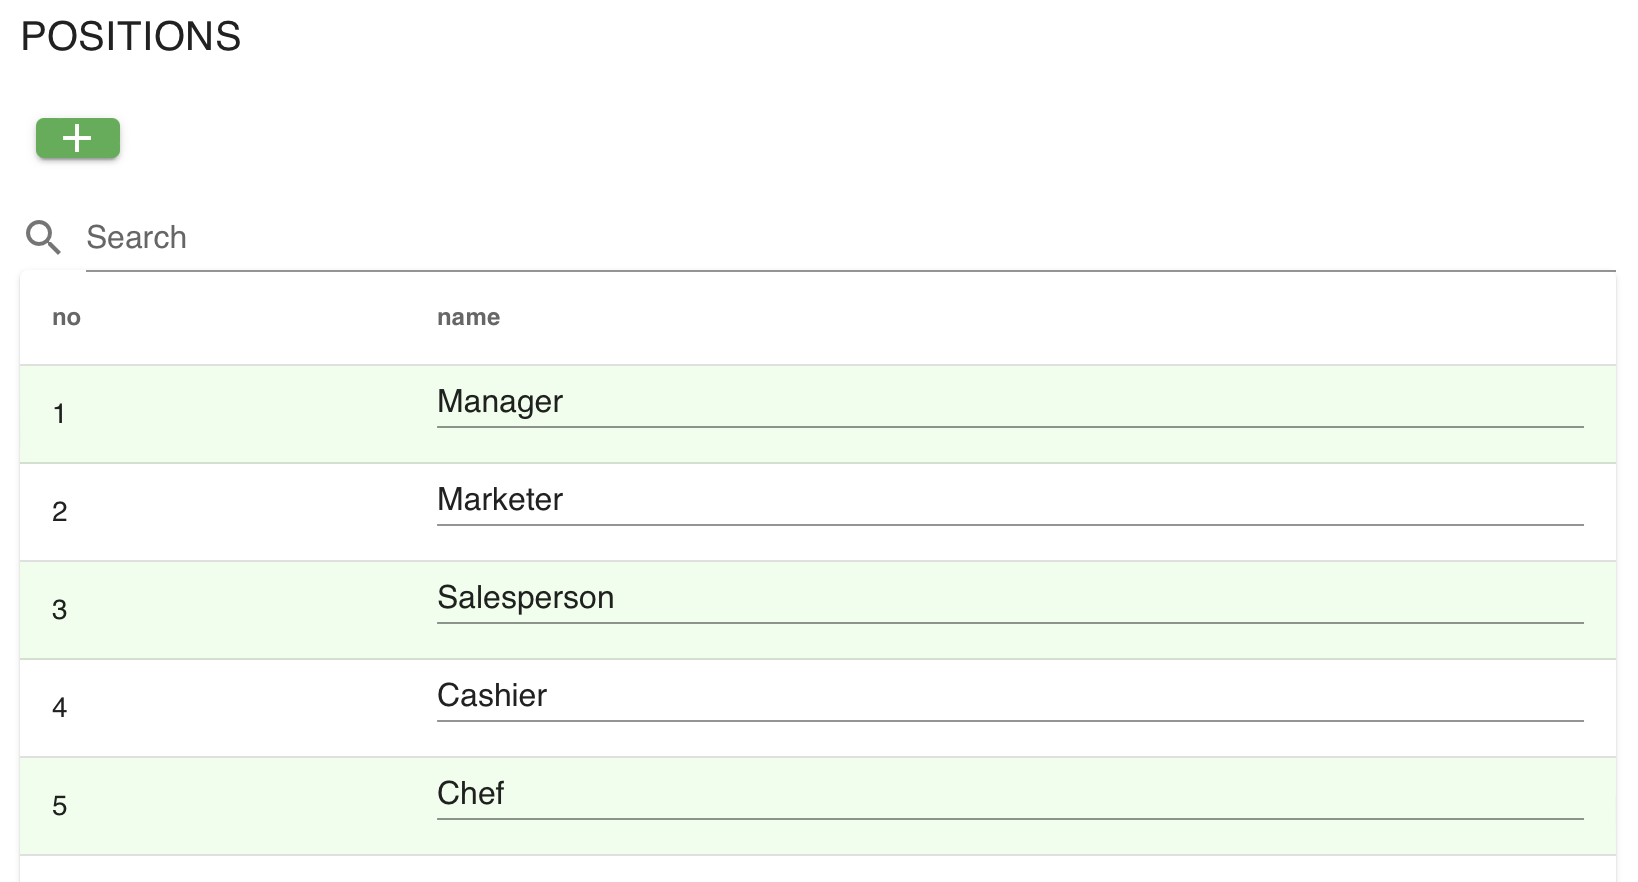 POSITIONS
Search
no name
1 Manager
2 Marketer
3 Salesperson
4 Cashier
5 Chef